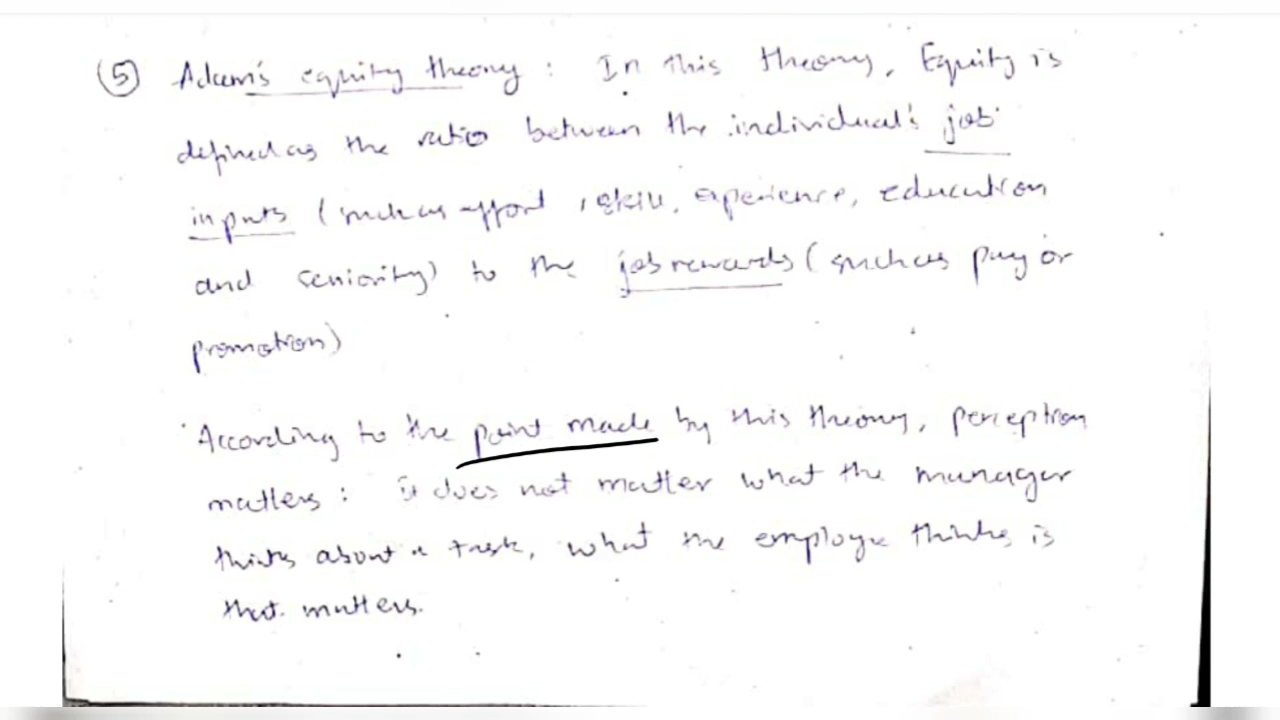 (5) Adam's equity theory : In this theory, Equity is
defined as the ratio between the individual's job
inputs (such as effort, skill, experience, education
and seniority) to the job rewards (such as pay or
promotion)
According to the point made by this theory, perception
matters : it does not matter what the manager
thinks about a task, what the employe thinks is
that matters.